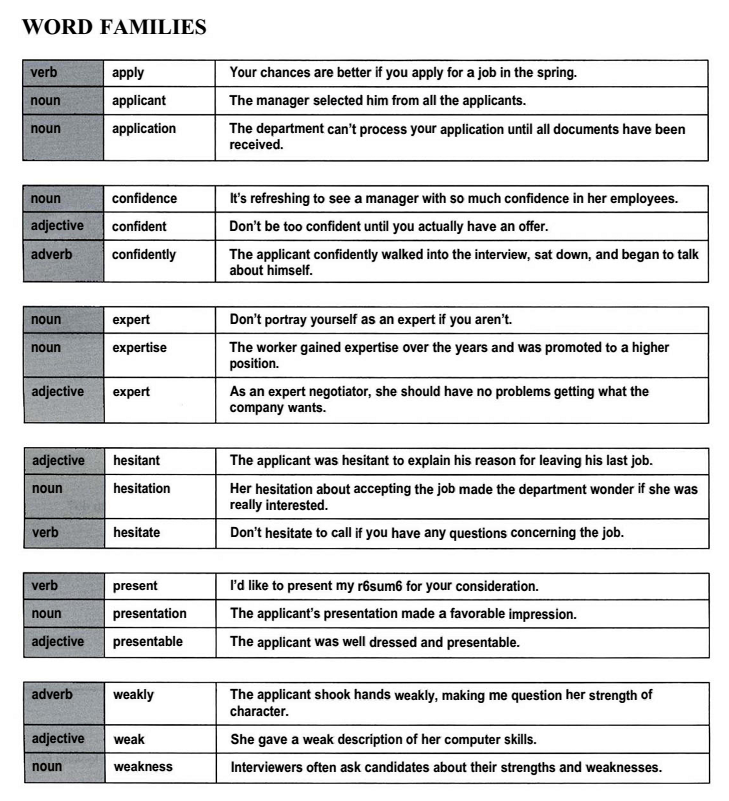 WORD FAMILIES
verb apply Your chances are better if you apply for a job in the spring.
noun applicant The manager selected him from all the applicants.
noun application The department can't process your application until all documents have been
received.
noun confidence It's refreshing to see a manager with so much confidence in her employees.
adjective confident Don't be too confident until you actually have an offer.
adverb confidently The applicant confidently walked into the interview, sat down, and began to talk
about himself.
noun expert Don't portray yourself as an expert if you aren't.
noun expertise The worker gained expertise over the years and was promoted to a higher
position.
adjective expert As an expert negotiator, she should have no problems getting what the
company wants.
adjective hesitant The applicant was hesitant to explain his reason for leaving his last job.
noun hesitation Her hesitation about accepting the job made the department wonder if she was
really interested.
verb hesitate Don't hesitate to call if you have any questions concerning the job.
verb present I'd like to present my r6sum6 for your consideration.
noun presentation The applicant's presentation made a favorable impression.
adjective presentable The applicant was well dressed and presentable.
adverb weakly The applicant shook hands weakly, making me question her strength of
character.
adjective weak She gave a weak description of her computer skills.
noun weakness Interviewers often ask candidates about their strengths and weaknesses.